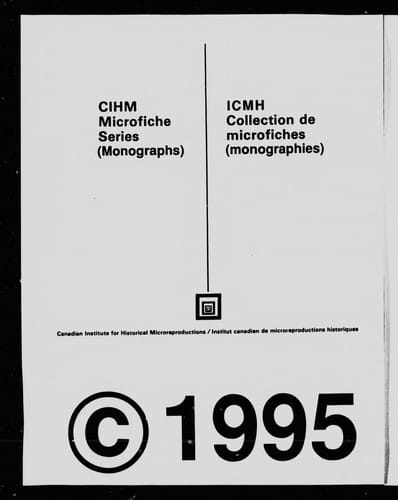 CIHM
Microfiche
Series
(Monographs)
ICMH
Collection de
microfiches
(monographies)
Canadian Institute for Historical Microreproductions / Institut canadien de microreproductions historiques
© 1995